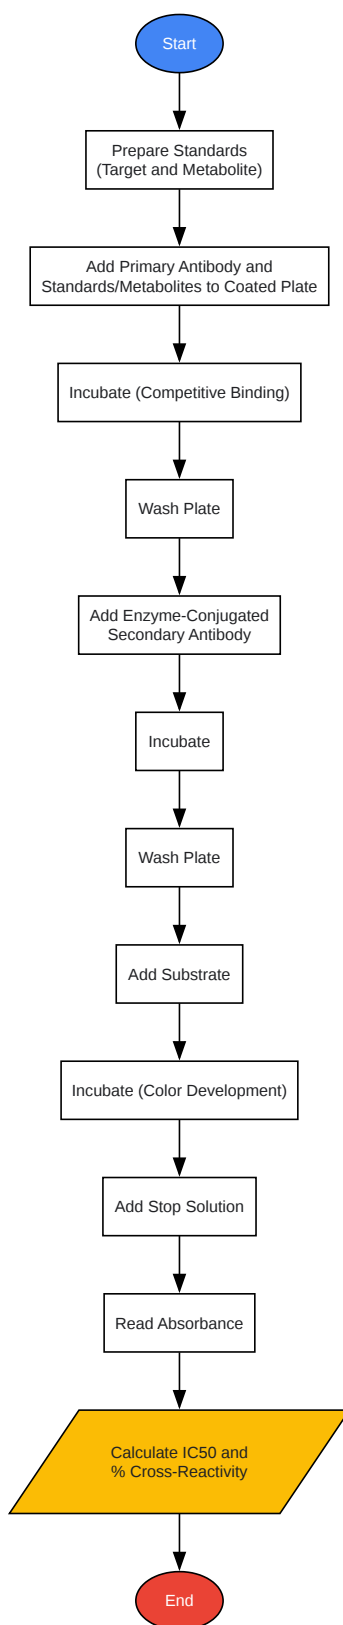 Start
Prepare Standards
(Target and Metabolite)
Add Primary Antibody and
Standards/Metabolites to Coated Plate
Incubate (Competitive Binding)
Wash Plate
Add Enzyme-Conjugated
Secondary Antibody
Incubate
Wash Plate
Add Substrate
Incubate (Color Development)
Add Stop Solution
Read Absorbance
Calculate IC50 and
% Cross-Reactivity
End